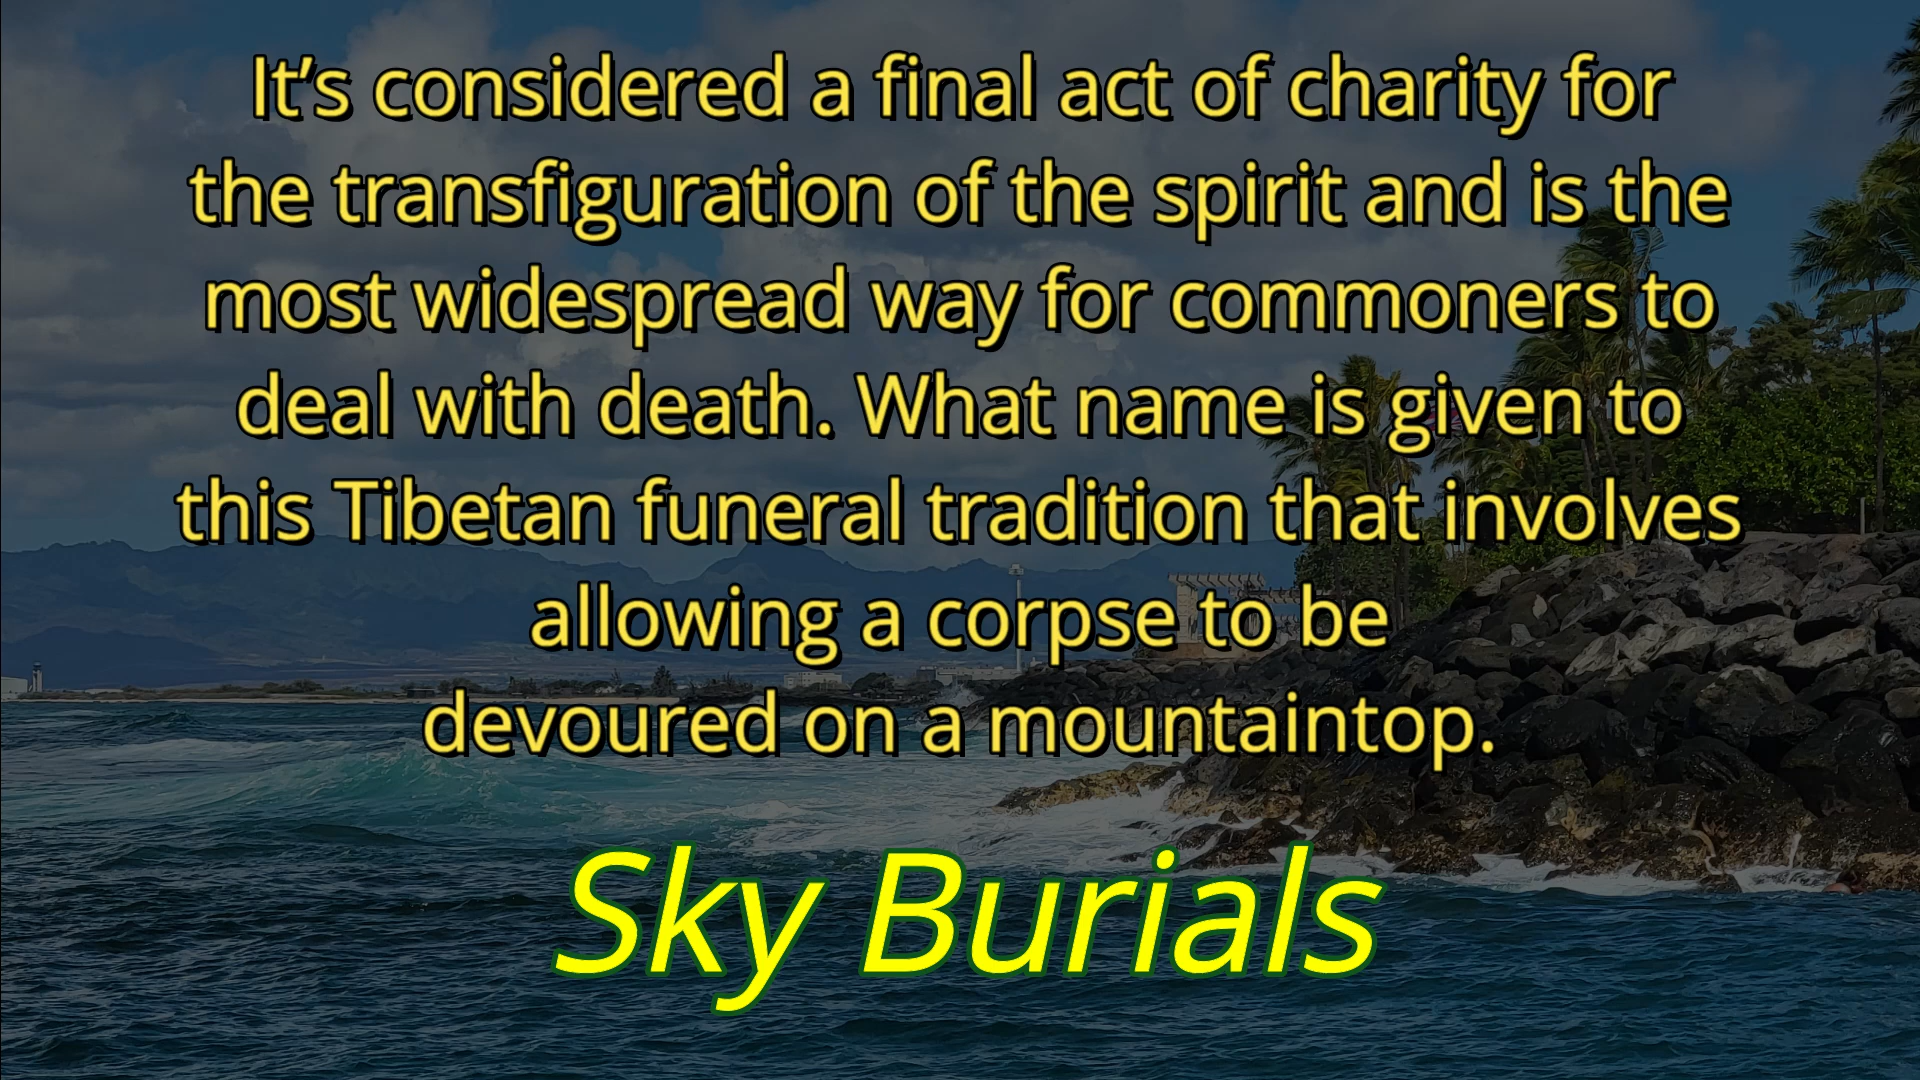 It’s considered a final act of charity for
the transfiguration of the spirit and is the
most widespread way for commoners to
deal with death. What name is given to
this Tibetan funeral tradition that involves
allowing a corpse to be
devoured on a mountaintop.
Sky Burials